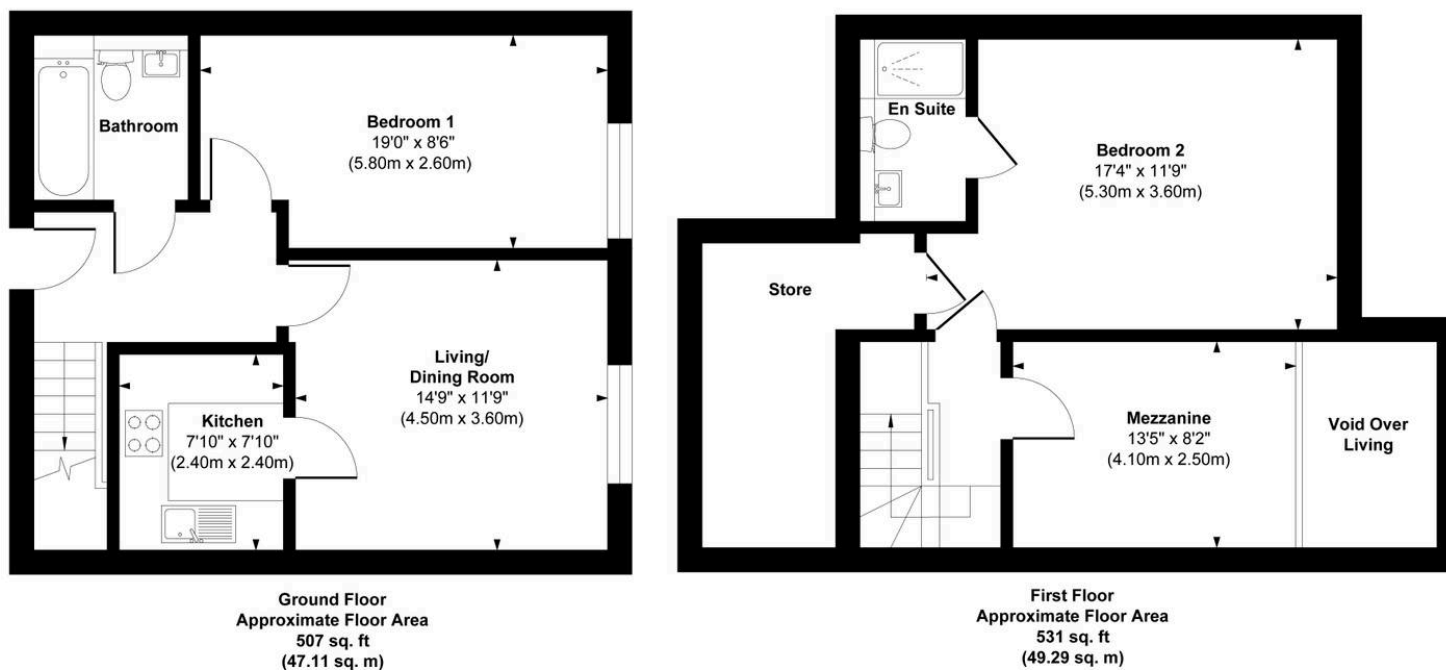 Bathroom
Bedroom 1
19'0" x 8'6"
(5.80m x 2.60m)
Living/
Dining Room
14'9" x 11'9"
(4.50m x 3.60m)
Kitchen
7'10" x 7'10"
(2.40m x 2.40m)
Ground Floor
Approximate Floor Area
507 sq. ft
(47.11 sq. m)
En Suite
Bedroom 2
17'4" x 11'9"
(5.30m x 3.60m)
Store
Mezzanine
13'5" x 8'2"
(4.10m x 2.50m)
Void Over
Living
First Floor
Approximate Floor Area
531 sq. ft
(49.29 sq. m)